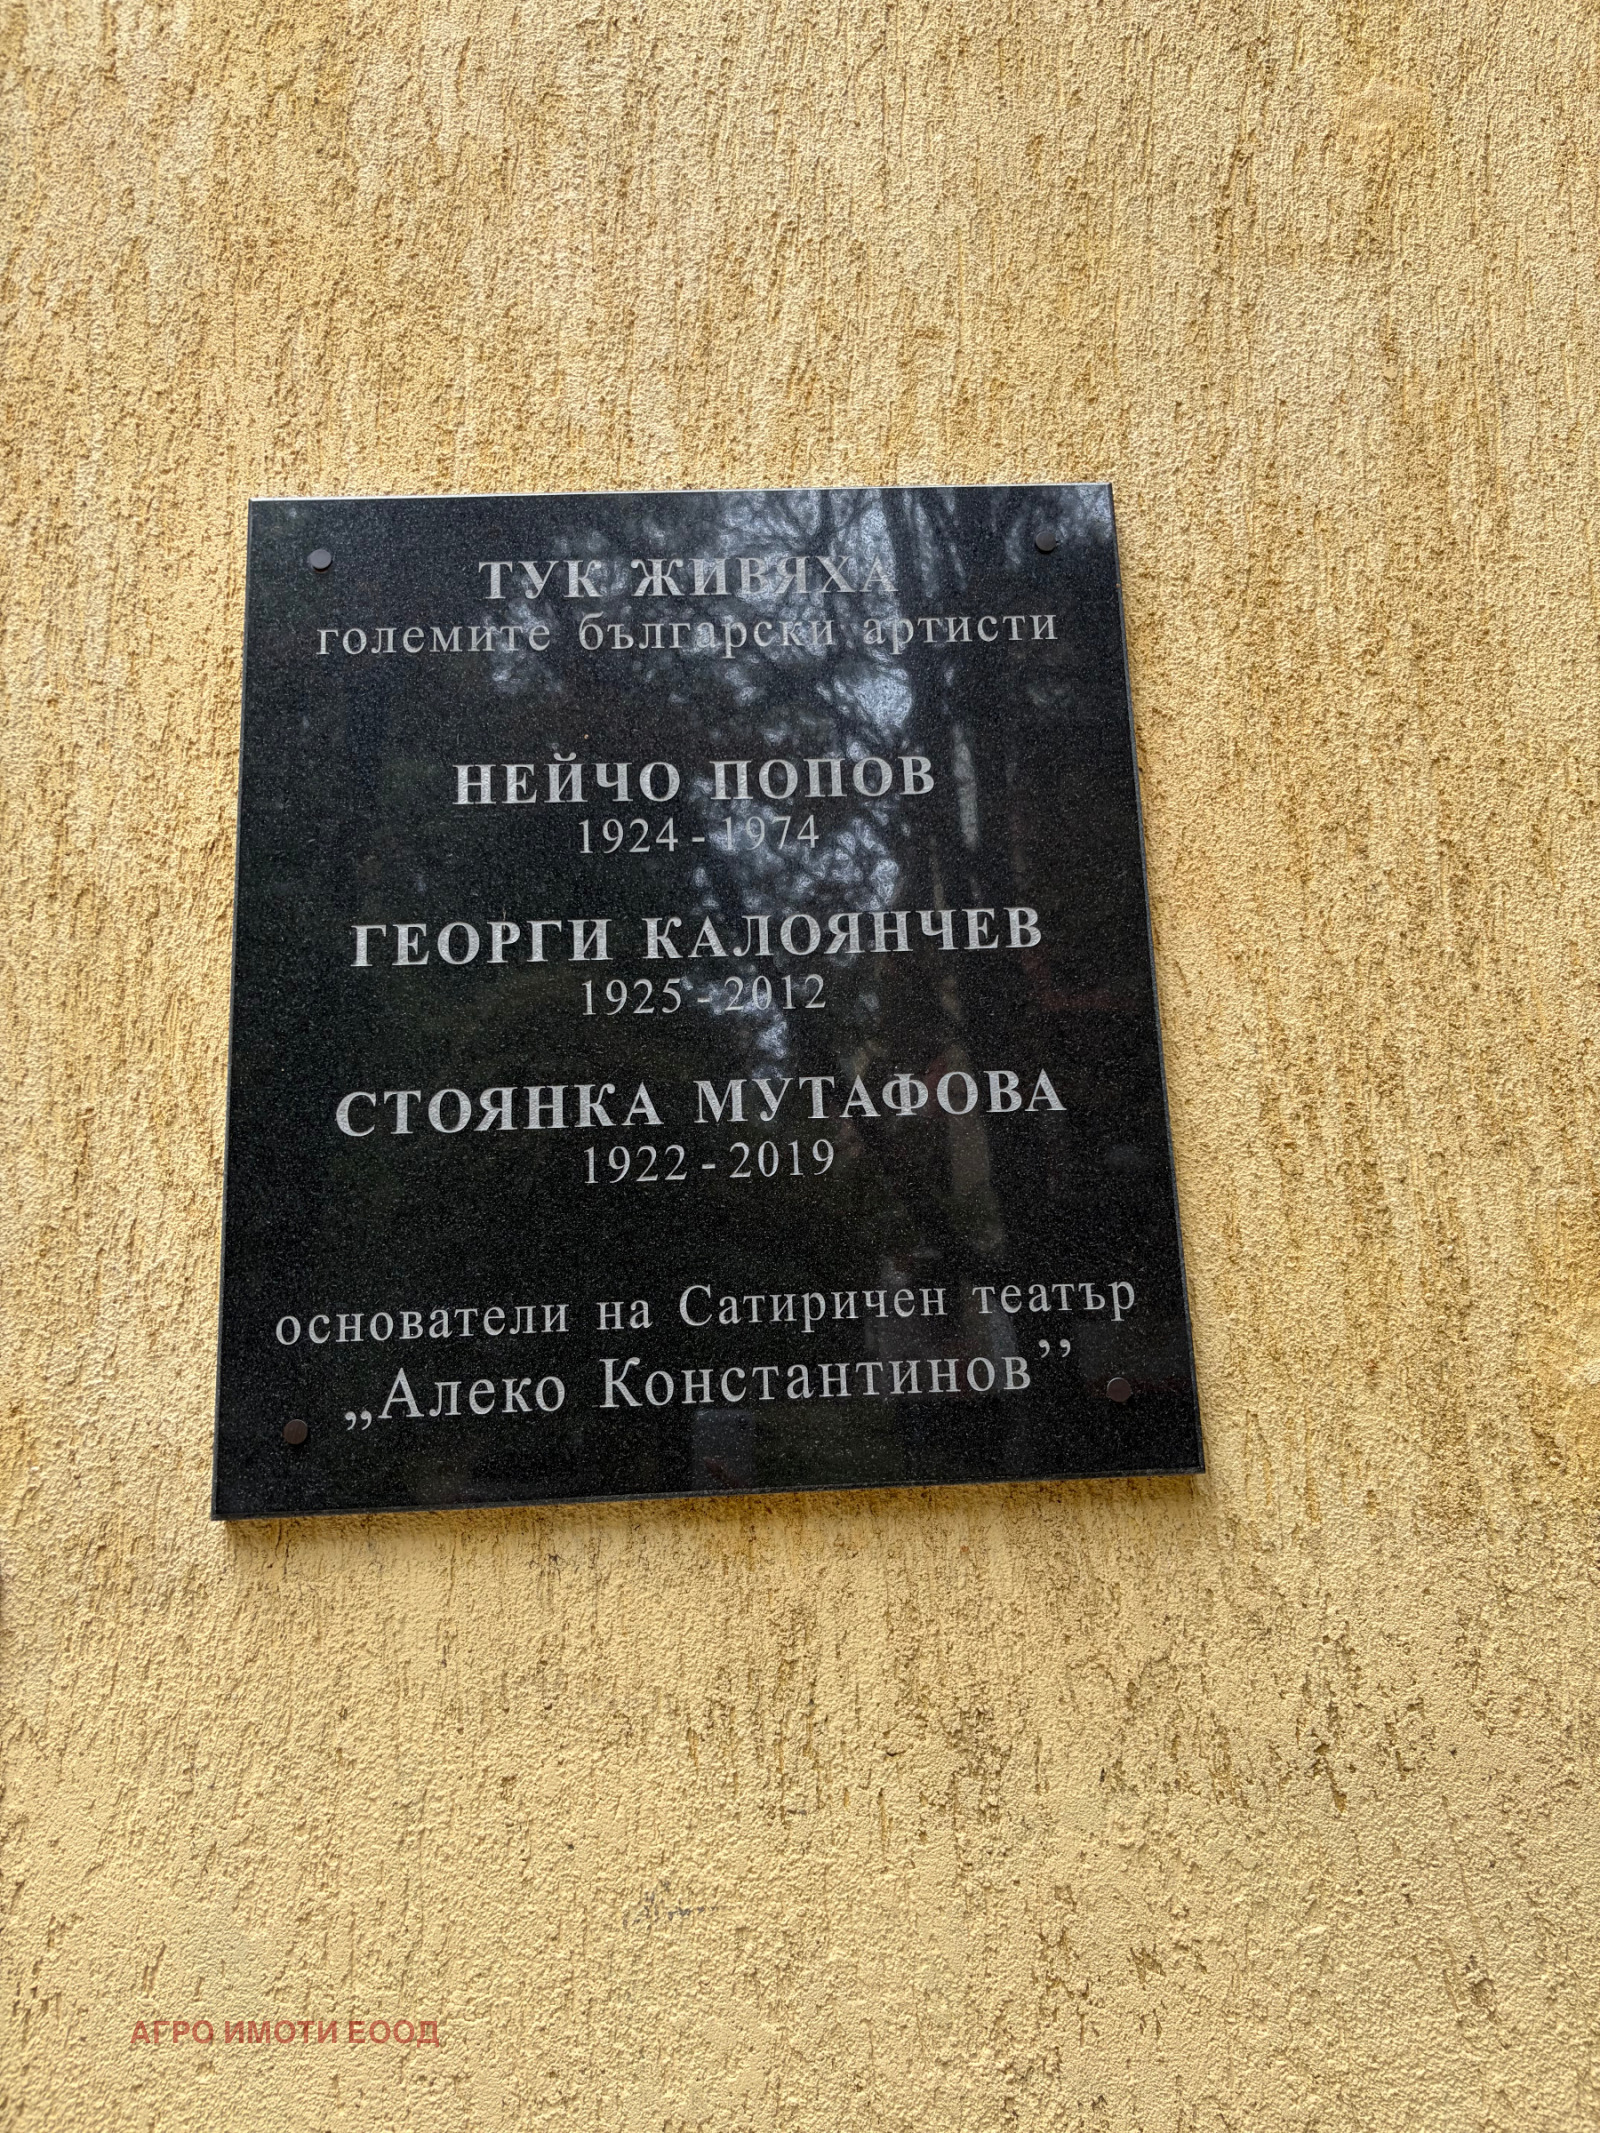 ТУК ЖИВЯХА
големите български артисти
НЕЙЧО ПОПОВ
1924 - 1974
ГЕОРГИ КАЛОЯНЧЕВ
1925 - 2012
СТОЯНКА МУТАФОВА
1922 - 2019
основатели на Сатиричен театър
„Алеко Константинов’’
АГРО ИМОТИ ЕООД